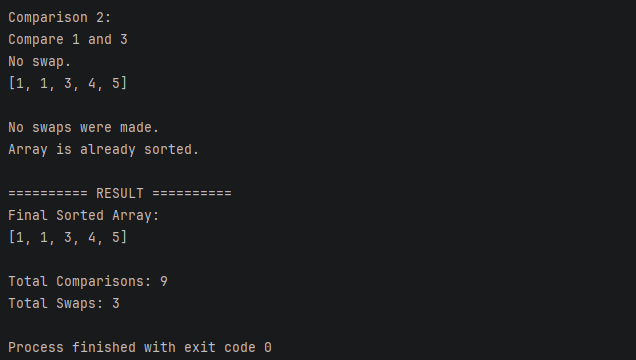 Comparison 2:
Compare 1 and 3
No swap.
[1, 1, 3, 4, 5]
No swaps were made.
Array is already sorted.
========== RESULT ==========
Final Sorted Array:
[1, 1, 3, 4, 5]
Total Comparisons: 9
Total Swaps: 3
Process finished with exit code 0